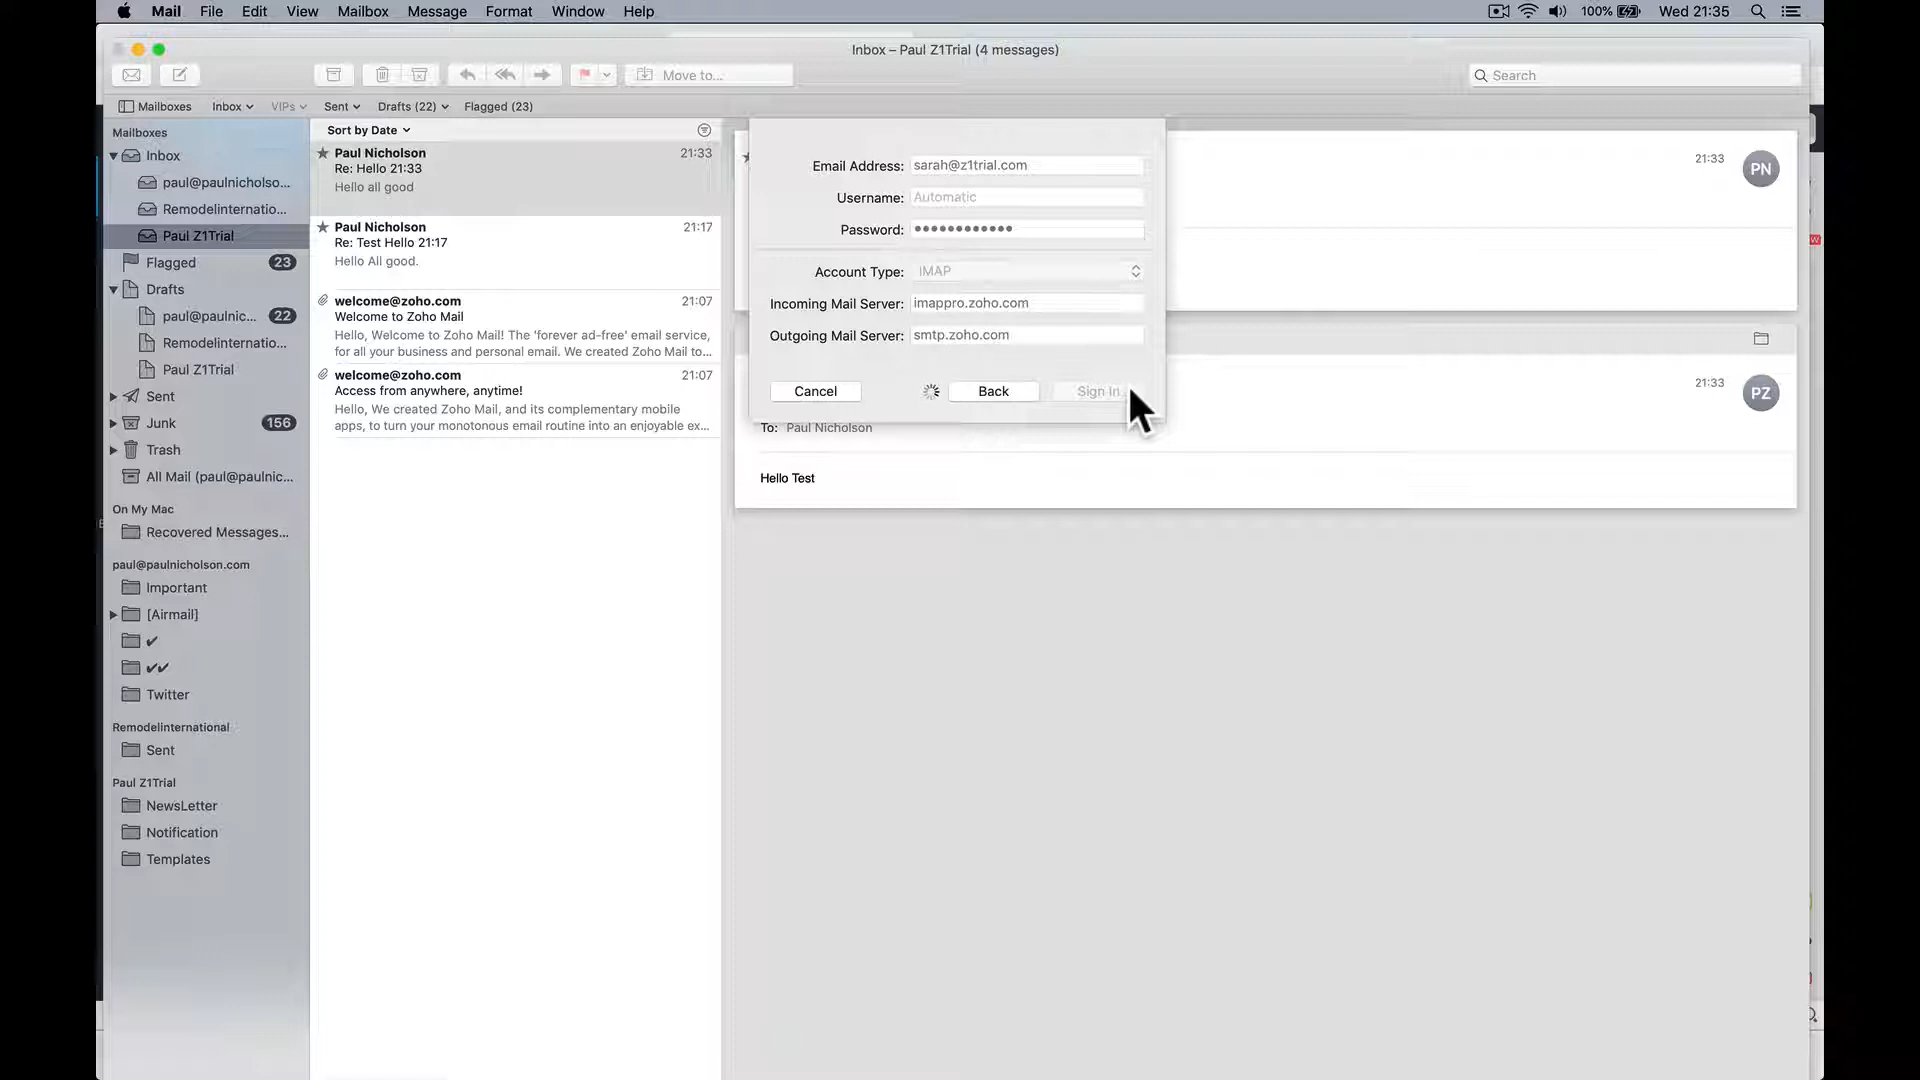 Mail File Edit View Mailbox Message Format Window Help 100% Wed 21:35
Inbox – Paul Z1Trial (4 messages)
Move to... Search
Mailboxes Inbox VIPs Sent Drafts (22) Flagged (23)
Mailboxes
Inbox
paul@paulnicholso...
Remodelinternatio...
Paul Z1Trial
Flagged 23
Drafts
paul@paulnic... 22
Remodelinternatio...
Paul Z1Trial
Sent
Junk 156
Trash
All Mail (paul@paulnic...
On My Mac
Recovered Messages...
paul@paulnicholson.com
Important
[Airmail]
✔
✔✔
Twitter
Remodelinternational
Sent
Paul Z1Trial
NewsLetter
Notification
Templates
Sort by Date
Paul Nicholson 21:33
Re: Hello 21:33
Hello all good
Paul Nicholson 21:17
Re: Test Hello 21:17
Hello All good.
welcome@zoho.com 21:07
Welcome to Zoho Mail
Hello, Welcome to Zoho Mail! The 'forever ad-free' email service,
for all your business and personal email. We created Zoho Mail to...
welcome@zoho.com 21:07
Access from anywhere, anytime!
Hello, We created Zoho Mail, and its complementary mobile
apps, to turn your monotonous email routine into an enjoyable ex...
Email Address: sarah@z1trial.com
Username: Automatic
Password: ••••••••••••
Account Type: IMAP
Incoming Mail Server: imappro.zoho.com
Outgoing Mail Server: smtp.zoho.com
Cancel Back Sign In
21:33 PN
21:33 PZ
To: Paul Nicholson
Hello Test